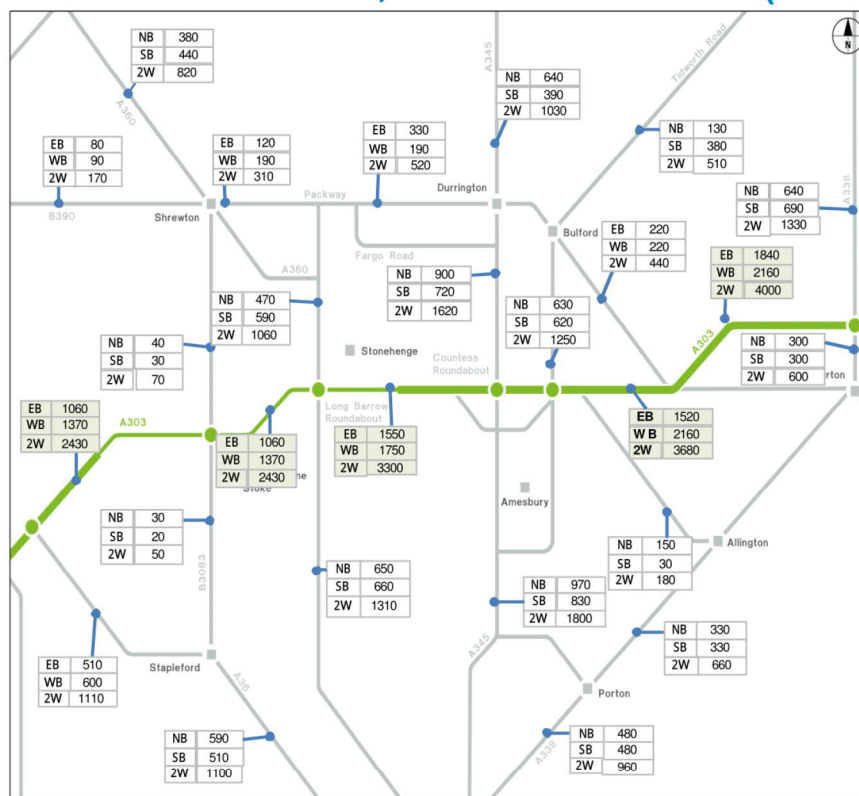 NB 380
SB 440
2W 820
A360
A345
NB 640
SB 390
2W 1030
Tidworth Road
N
EB 80
WB 90
2W 170
EB 120
WB 190
2W 310
EB 330
WB 190
2W 520
NB 130
SB 380
2W 510
A338
B390
Shrewton
Packway
Durrington
Bulford
NB 640
SB 690
2W 1330
Fargo Road
A360
EB 220
WB 220
2W 440
EB 1840
WB 2160
2W 4000
NB 470
SB 590
2W 1060
NB 900
SB 720
2W 1620
NB 630
SB 620
2W 1250
NB 40
SB 30
2W 70
Stonehenge
Countess
Roundabout
A303
NB 300
SB 300
2W 600
rton
EB 1060
WB 1370
2W 2430
A303
EB 1060
WB 1370
2W 2430
Long Barrow
Roundabout
EB 1550
WB 1750
2W 3300
EB 1520
WB 2160
2W 3680
Stoke
ne
Amesbury
NB 30
SB 20
2W 50
B3083
NB 150
SB 30
2W 180
Allington
NB 650
SB 660
2W 1310
NB 970
SB 830
2W 1800
NB 330
SB 330
2W 660
EB 510
WB 600
2W 1110
Stapleford
A36
A345
Porton
NB 590
SB 510
2W 1100
A338
NB 480
SB 480
2W 960